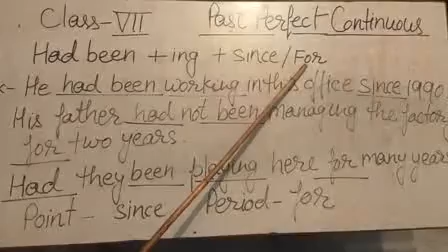 Class-VII Past Perfect Continuous
Had been + ing + since/For
He had been working in this office since 1990.
His father had not been managing the factor
for two years.
Had they been playing here for many years
Point - since Period - for